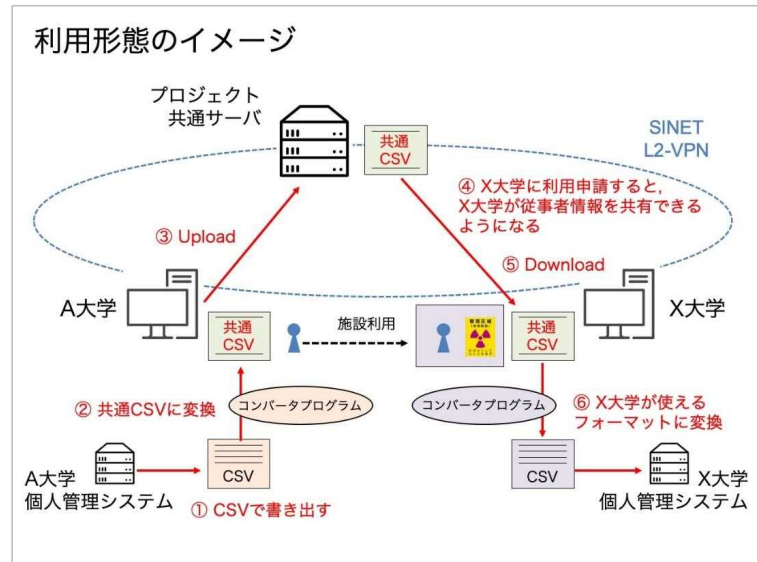 利用形態のイメージ
プロジェクト
共通サーバ
共通
CSV
SINET
L2-VPN
④ X大学に利用申請すると,
X大学が従事者情報を共有できる
ようになる
③ Upload
⑤ Download
A大学
X大学
共通
CSV
施設利用
管理区域
共通
CSV
② 共通CSVに変換
コンバータプログラム
コンバータプログラム
⑥ X大学が使える
フォーマットに変換
A大学
個人管理システム
CSV
CSV
X大学
個人管理システム
① CSVで書き出す